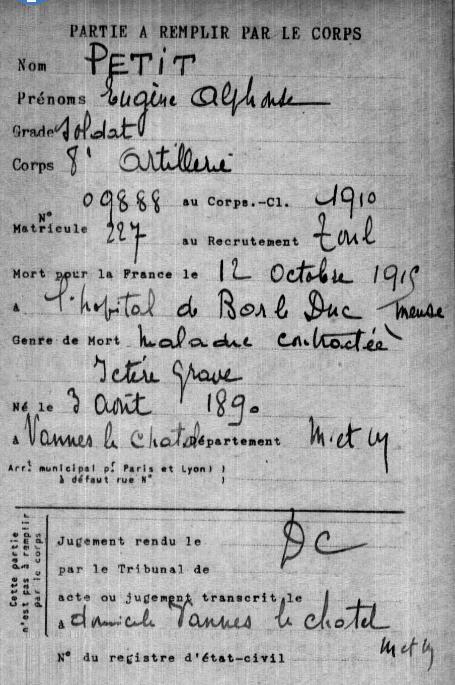 PARTIE A REMPLIR PAR LE CORPS
Nom PETIT
Prénoms Eugène Alphonse
Grade Soldat
Corps 8e Artillerie
N° Matricule
09888 au Corps.-Cl. 1910
227 au Recrutement Toul
Mort pour la France le 12 Octobre 1915
à l'hopital de Bar le Duc Meuse
Genre de Mort Maladie contractée
Ictère Grave
Né le 3 Août 1890
à Vannes le Chatel Département M. et M
Arrt municipal pr Paris et Lyon) )
à défaut rue N° )
Cette partie n'est pas à remplir par le corps
Jugement rendu le DC
par le Tribunal de
acte ou jugement transcrit le
à domicile Vannes le Chatel
M et M
N° du registre d'état-civil